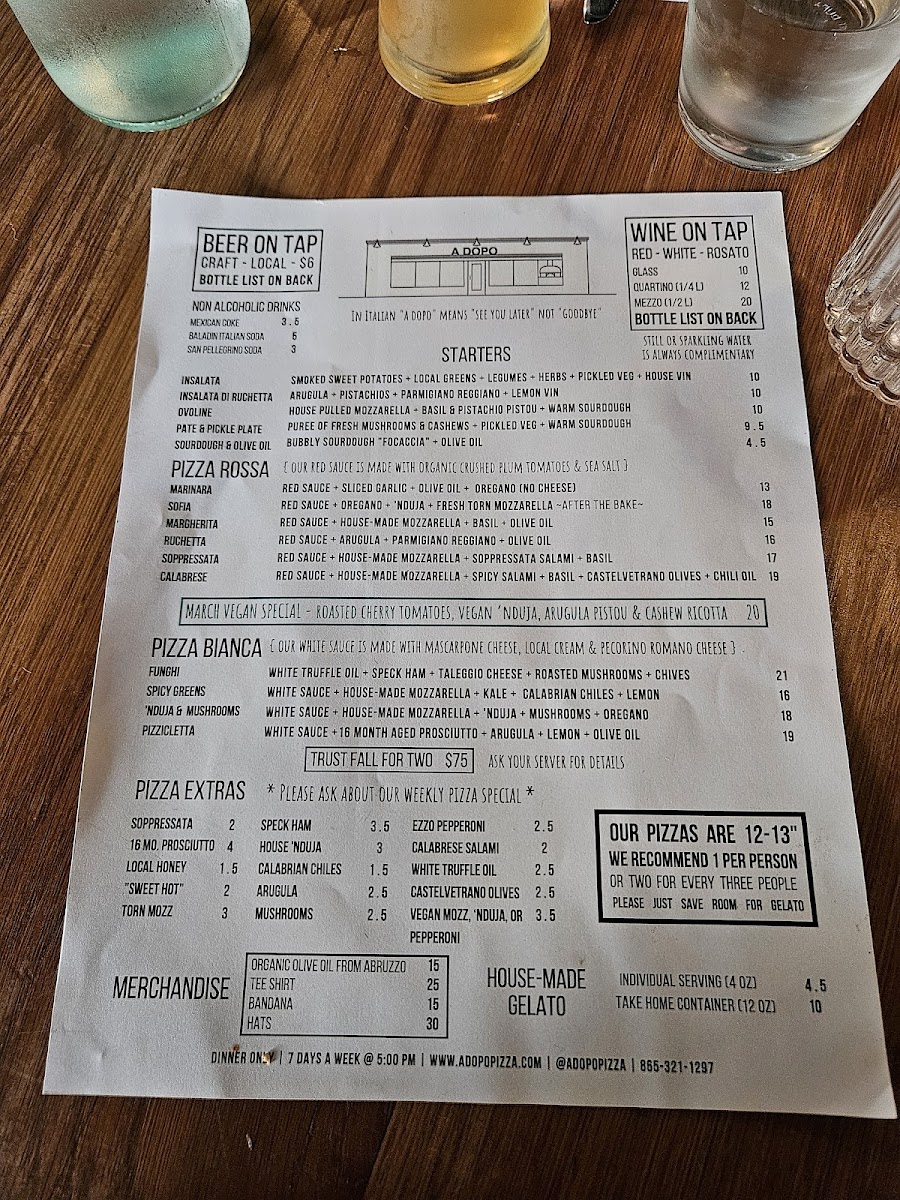 BEER ON TAP
CRAFT - LOCAL - $6
BOTTLE LIST ON BACK
NON ALCOHOLIC DRINKS
MEXICAN COKE 3.5
BALADIN ITALIAN SODA 5
SAN PELLEGRINO SODA 3
A DOPO
IN ITALIAN "A DOPO" MEANS "SEE YOU LATER" NOT "GOODBYE"
WINE ON TAP
RED - WHITE - ROSATO
GLASS 10
QUARTINO (1/4 L) 12
MEZZO (1/2 L) 20
BOTTLE LIST ON BACK
STILL OR SPARKLING WATER
IS ALWAYS COMPLIMENTARY
STARTERS
INSALATA SMOKED SWEET POTATOES + LOCAL GREENS + LEGUMES + HERBS + PICKLED VEG + HOUSE VIN 10
INSALATA DI RUCHETTA ARUGULA + PISTACHIOS + PARMIGIANO REGGIANO + LEMON VIN 10
OVOLINE HOUSE PULLED MOZZARELLA + BASIL & PISTACHIO PISTOU + WARM SOURDOUGH 10
PATE & PICKLE PLATE PUREE OF FRESH MUSHROOMS & CASHEWS + PICKLED VEG + WARM SOURDOUGH 9.5
SOURDOUGH & OLIVE OIL BUBBLY SOURDOUGH "FOCACCIA" + OLIVE OIL 4.5
PIZZA ROSSA { OUR RED SAUCE IS MADE WITH ORGANIC CRUSHED PLUM TOMATOES & SEA SALT }
MARINARA RED SAUCE + SLICED GARLIC + OLIVE OIL + OREGANO (NO CHEESE) 13
SOFIA RED SAUCE + OREGANO + 'NDUJA + FRESH TORN MOZZARELLA ~AFTER THE BAKE~ 18
MARGHERITA RED SAUCE + HOUSE-MADE MOZZARELLA + BASIL + OLIVE OIL 15
RUCHETTA RED SAUCE + ARUGULA + PARMIGIANO REGGIANO + OLIVE OIL 16
SOPPRESSATA RED SAUCE + HOUSE-MADE MOZZARELLA + SOPPRESSATA SALAMI + BASIL 17
CALABRESE RED SAUCE + HOUSE-MADE MOZZARELLA + SPICY SALAMI + BASIL + CASTELVETRANO OLIVES + CHILI OIL 19
MARCH VEGAN SPECIAL - ROASTED CHERRY TOMATOES, VEGAN 'NDUJA, ARUGULA PISTOU & CASHEW RICOTTA 20
PIZZA BIANCA { OUR WHITE SAUCE IS MADE WITH MASCARPONE CHEESE, LOCAL CREAM & PECORINO ROMANO CHEESE } .
FUNGHI WHITE TRUFFLE OIL + SPECK HAM + TALEGGIO CHEESE + ROASTED MUSHROOMS + CHIVES 21
SPICY GREENS WHITE SAUCE + HOUSE-MADE MOZZARELLA + KALE + CALABRIAN CHILES + LEMON 16
'NDUJA & MUSHROOMS WHITE SAUCE + HOUSE-MADE MOZZARELLA + 'NDUJA + MUSHROOMS + OREGANO 18
PIZZICLETTA WHITE SAUCE +16 MONTH AGED PROSCIUTTO + ARUGULA + LEMON + OLIVE OIL 19
TRUST FALL FOR TWO $75 ASK YOUR SERVER FOR DETAILS
PIZZA EXTRAS * PLEASE ASK ABOUT OUR WEEKLY PIZZA SPECIAL *
SOPPRESSATA 2 SPECK HAM 3.5 EZZO PEPPERONI 2.5
16 MO. PROSCIUTTO 4 HOUSE 'NDUJA 3 CALABRESE SALAMI 2
LOCAL HONEY 1.5 CALABRIAN CHILES 1.5 WHITE TRUFFLE OIL 2.5
"SWEET HOT" 2 ARUGULA 2.5 CASTELVETRANO OLIVES 2.5
TORN MOZZ 3 MUSHROOMS 2.5 VEGAN MOZZ, 'NDUJA, OR 3.5
PEPPERONI
OUR PIZZAS ARE 12-13"
WE RECOMMEND 1 PER PERSON
OR TWO FOR EVERY THREE PEOPLE
PLEASE JUST SAVE ROOM FOR GELATO
MERCHANDISE
ORGANIC OLIVE OIL FROM ABRUZZO 15
TEE SHIRT 25
BANDANA 15
HATS 30
HOUSE-MADE
GELATO
INDIVIDUAL SERVING (4 OZ) 4.5
TAKE HOME CONTAINER (12 OZ) 10
DINNER ONLY | 7 DAYS A WEEK @ 5:00 PM | WWW.ADOPOPIZZA.COM | @ADOPOPIZZA | 865-321-1297